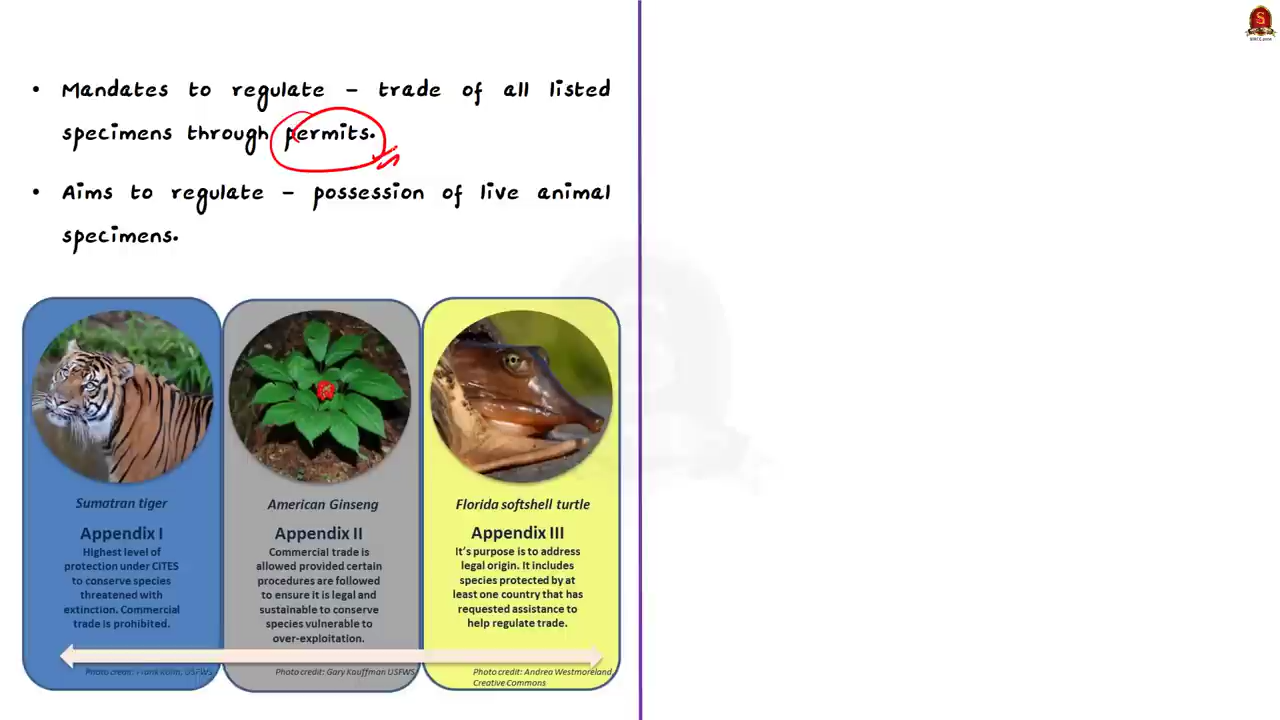 • Mandates to regulate – trade of all listed
specimens through permits.
• Aims to regulate – possession of live animal
specimens.
Sumatran tiger
Appendix I
Highest level of
protection under CITES
to conserve species
threatened with
extinction. Commercial
trade is prohibited.
American Ginseng
Appendix II
Commercial trade is
allowed provided certain
procedures are followed
to ensure it is legal and
sustainable to conserve
species vulnerable to
over-exploitation.
Photo credit: Gary Kauffman USFWS
Florida softshell turtle
Appendix III
It's purpose is to address
legal origin. It includes
species protected by at
least one country that has
requested assistance to
help regulate trade.
Photo credit: Andrea Westmoreland,
Creative Commons
S